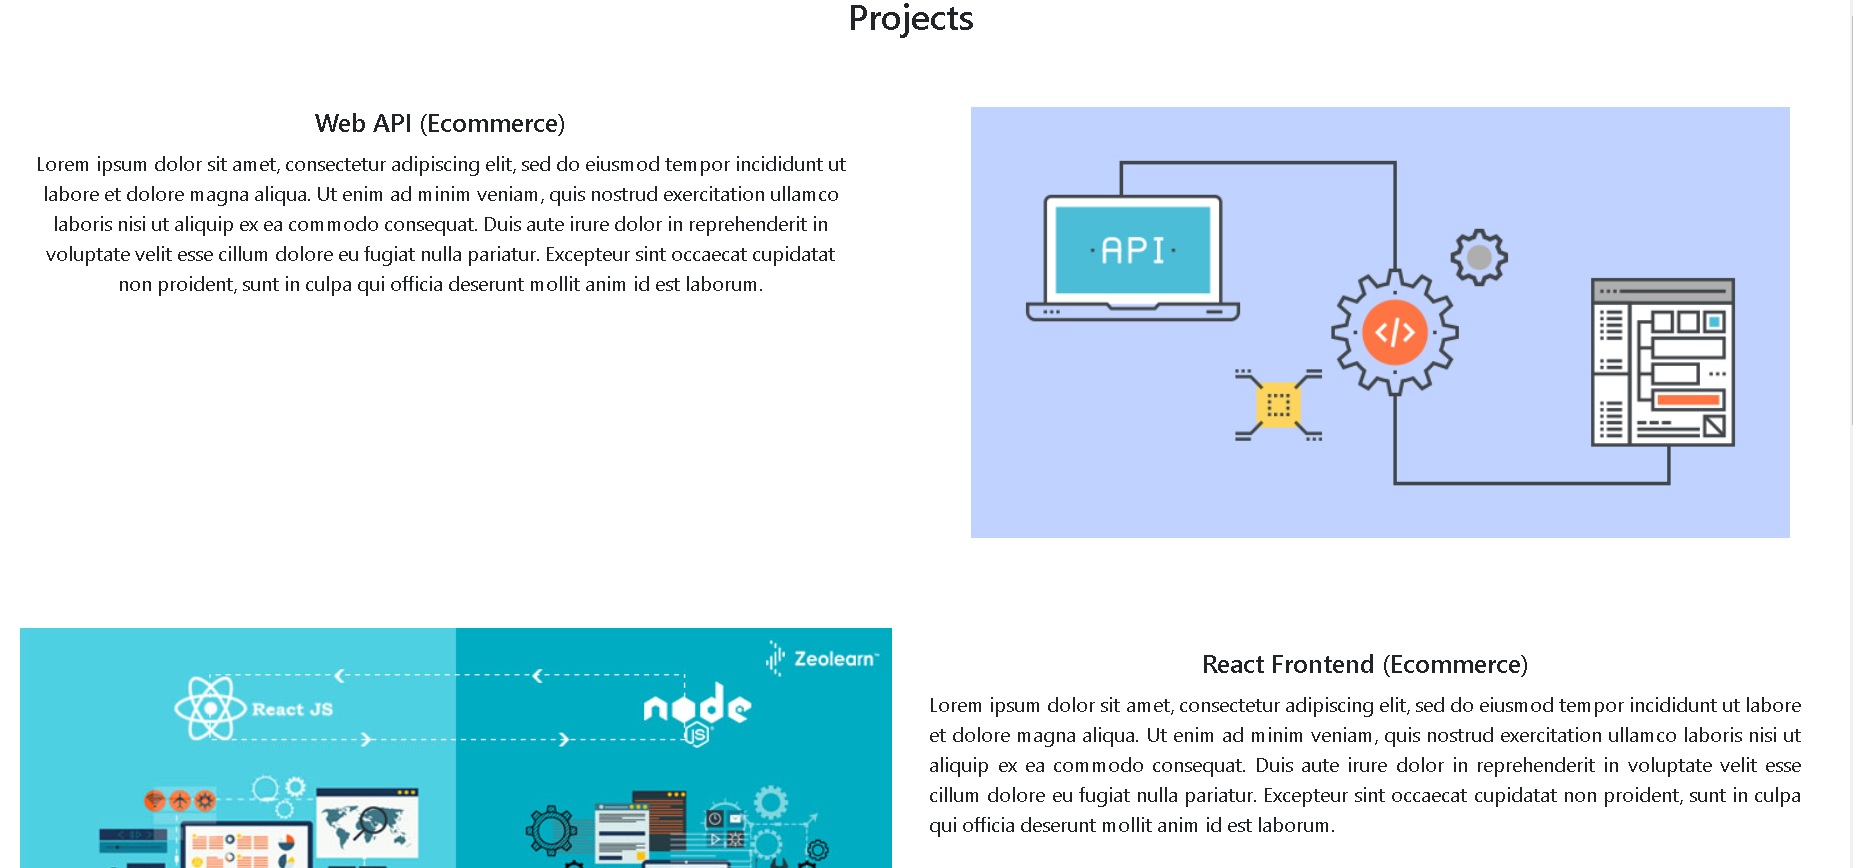 Projects
Web API (Ecommerce)
Lorem ipsum dolor sit amet, consectetur adipiscing elit, sed do eiusmod tempor incididunt ut
labore et dolore magna aliqua. Ut enim ad minim veniam, quis nostrud exercitation ullamco
laboris nisi ut aliquip ex ea commodo consequat. Duis aute irure dolor in reprehenderit in
voluptate velit esse cillum dolore eu fugiat nulla pariatur. Excepteur sint occaecat cupidatat
non proident, sunt in culpa qui officia deserunt mollit anim id est laborum.
API
</>
Zeolearn™
React JS
node
JS
React Frontend (Ecommerce)
Lorem ipsum dolor sit amet, consectetur adipiscing elit, sed do eiusmod tempor incididunt ut labore
et dolore magna aliqua. Ut enim ad minim veniam, quis nostrud exercitation ullamco laboris nisi ut
aliquip ex ea commodo consequat. Duis aute irure dolor in reprehenderit in voluptate velit esse
cillum dolore eu fugiat nulla pariatur. Excepteur sint occaecat cupidatat non proident, sunt in culpa
qui officia deserunt mollit anim id est laborum.